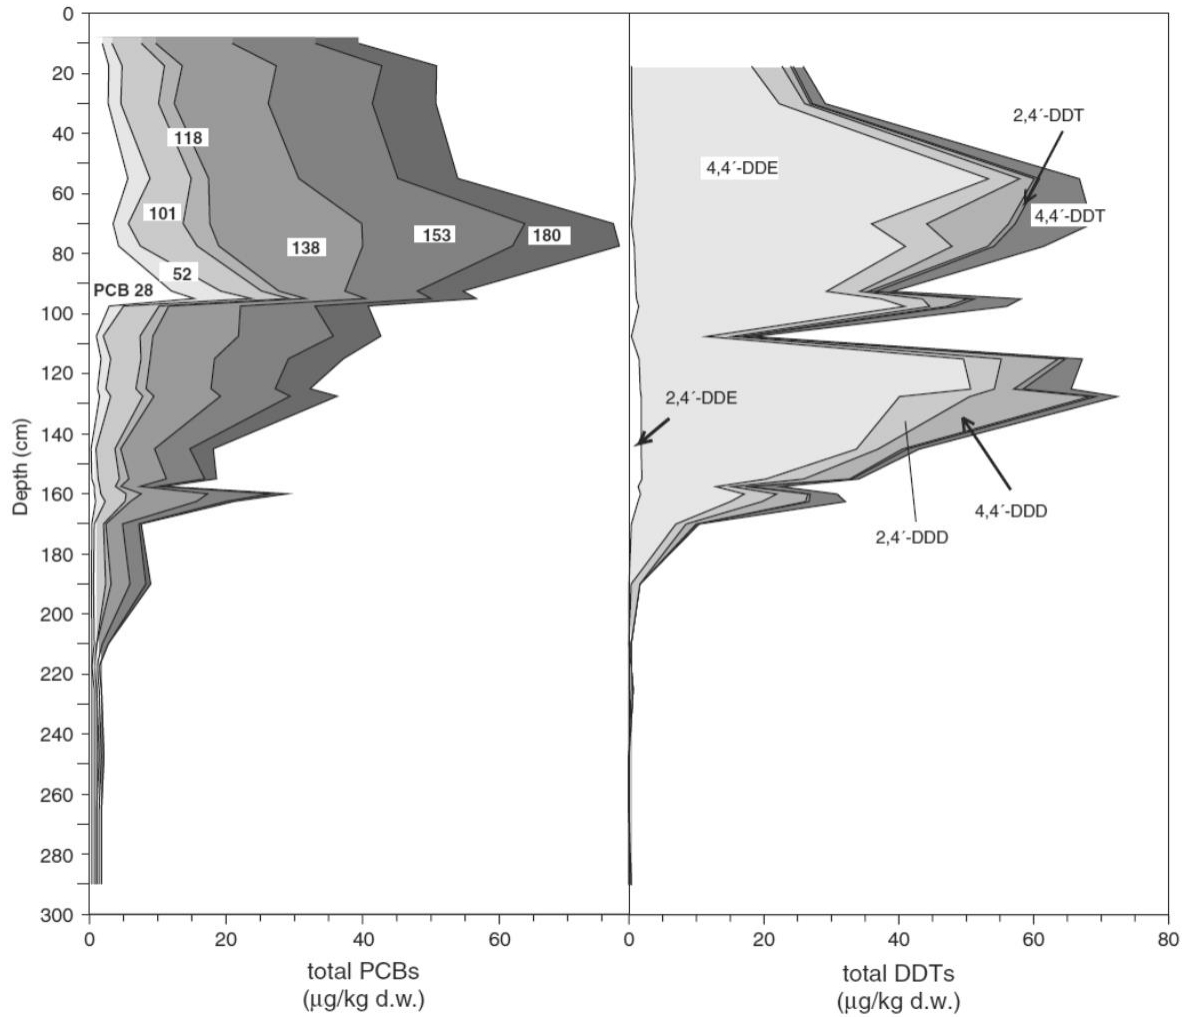 0
20
40
60
80
100
120
140
160
180
200
220
240
260
280
300
Depth (cm)
118
101
52
PCB 28
138
153
180
0
20
40
60
total PCBs
(µg/kg d.w.)
2,4´-DDT
4,4´-DDE
4,4´-DDT
2,4´-DDE
4,4´-DDD
2,4´-DDD
0
20
40
60
80
total DDTs
(µg/kg d.w.)